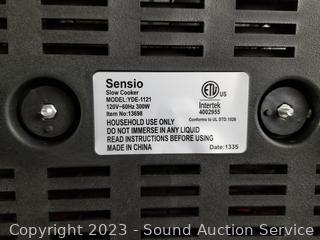 Sensio
Slow Cooker
MODEL:YDE-1121
120V~60Hz 300W
Item No:13698
ETL
US
Intertek
4002955
Conforms to UL STD.1026
HOUSEHOLD USE ONLY
DO NOT IMMERSE IN ANY LIQUID
READ INSTRUCTIONS BEFORE USING
MADE IN CHINA
Date:1335
Copyright 2023 - Sound Auction Service